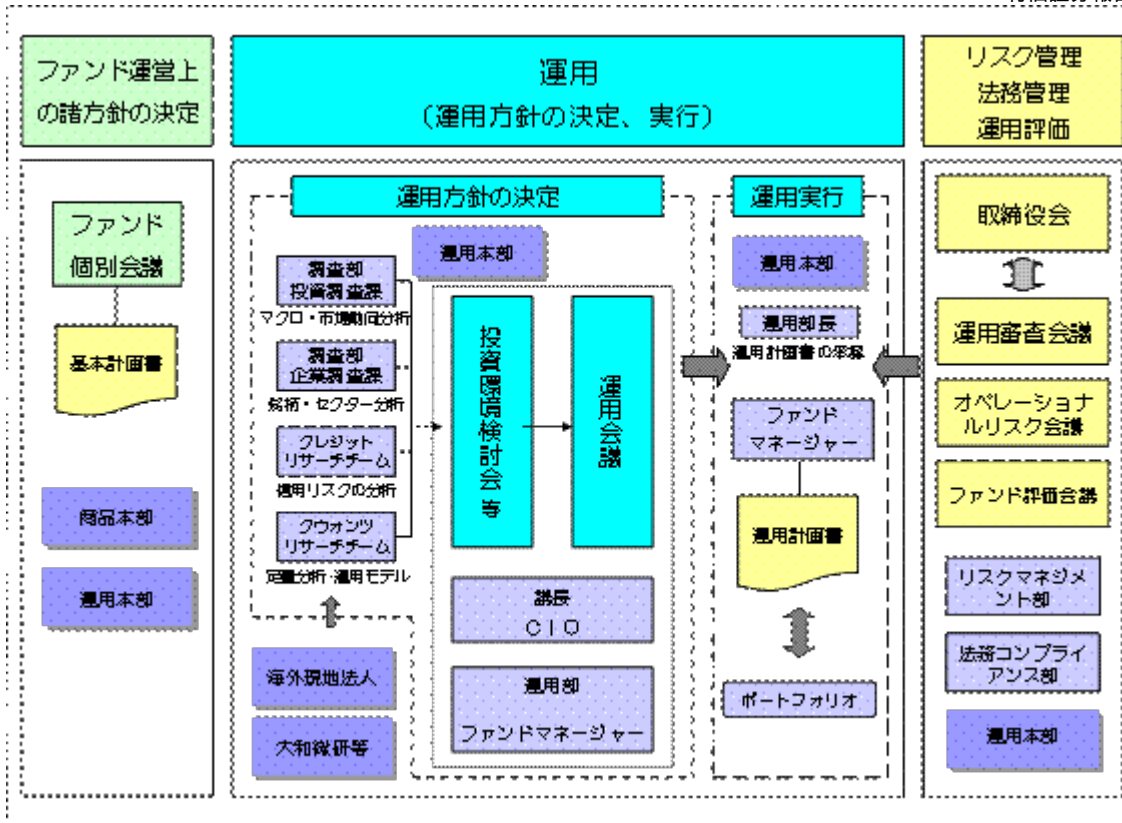 ファンド運営上
の諸方針の決定
運用
(運用方針の決定、実行)
リスク管理
法務管理
運用評価
ファンド
個別会議
基本計画書
商品本部
運用本部
運用方針の決定
運用本部
調査部
投資調査課
マクロ・市場動向分析
調査部
企業調査課
銘柄・セクター分析
クレジット
リサーチチーム
信用リスクの分析
クウォンツ
リサーチチーム
定量分析・運用モデル
海外現地法人
大和総研等
投資環境検討会 等
運用会議
議長
CIO
運用部
ファンドマネージャー
運用実行
運用本部
運用部長
運用計画書の承認
ファンド
マネージャー
運用計画書
ポートフォリオ
取締役会
運用審査会議
オペレーショナ
ルリスク会議
ファンド評価会議
リスクマネジメ
ント部
法務コンプライ
アンス部
運用本部